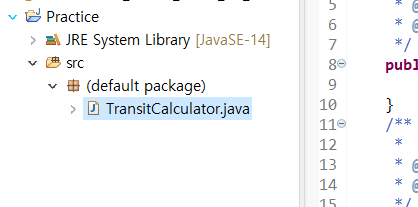 Practice
JRE System Library [JavaSE-14]
src
(default package)
TransitCalculator.java
5 *
6 * @
7 */
8 publ
9
10 }
11 /**
12 *
13 * @
14 * @
15 */